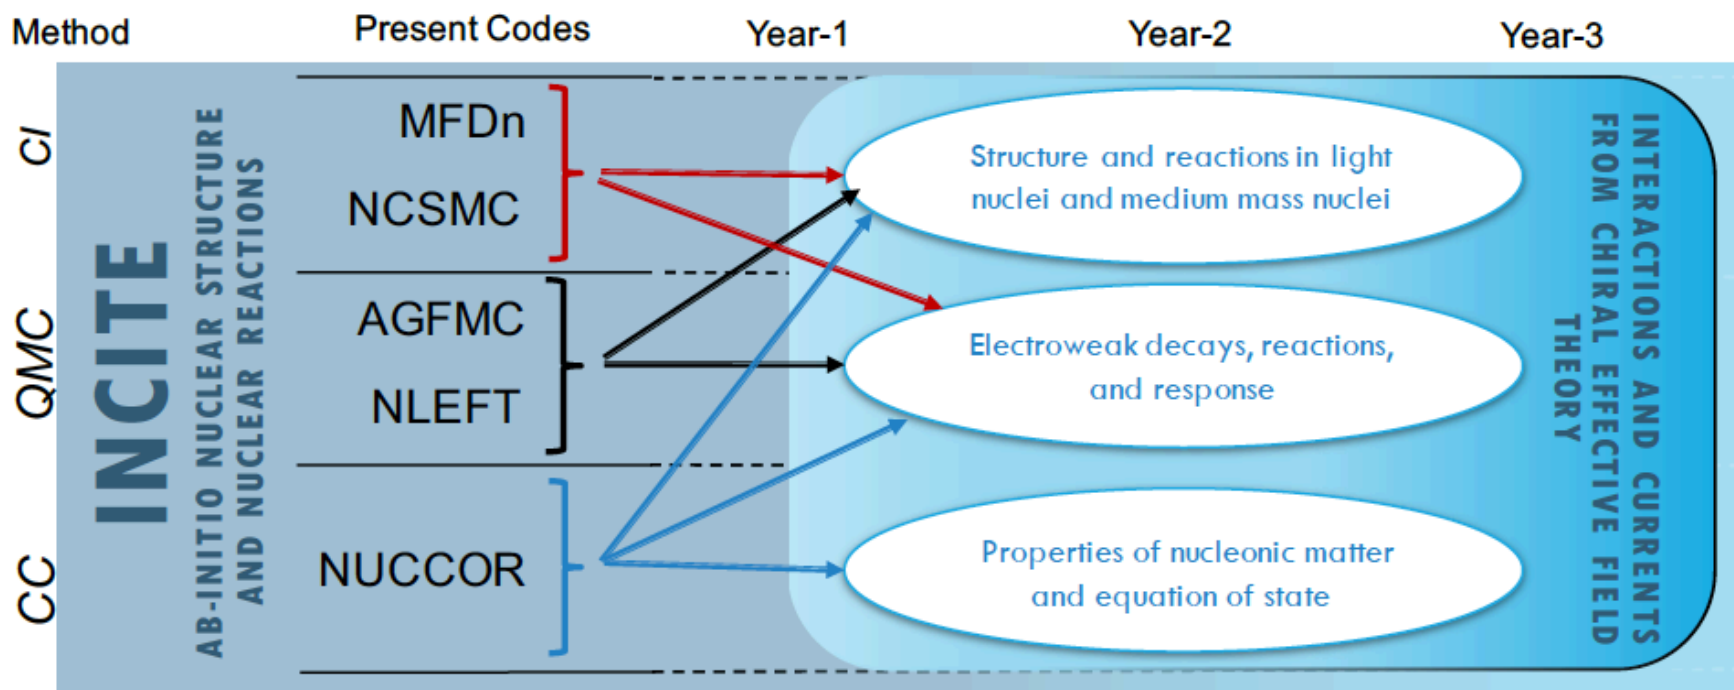 Method
Present Codes
Year-1
Year-2
Year-3
CI
QMC
CC
INCITE
AB-INITIO NUCLEAR STRUCTURE
AND NUCLEAR REACTIONS
MFDn
NCSMC
AGFMC
NLEFT
NUCCOR
Structure and reactions in light
nuclei and medium mass nuclei
Electroweak decays, reactions,
and response
Properties of nucleonic matter
and equation of state
INTERACTIONS AND CURRENTS
FROM CHIRAL EFFECTIVE FIELD
THEORY